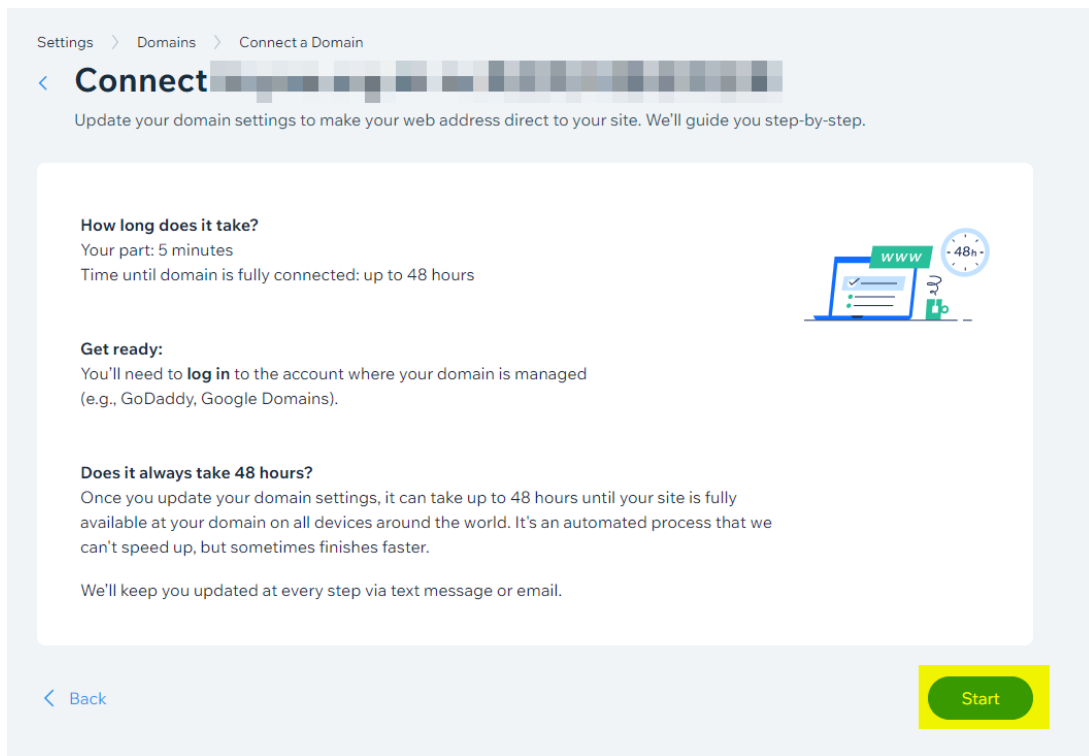 Settings > Domains > Connect a Domain
Connect
Update your domain settings to make your web address direct to your site. We'll guide you step-by-step.
How long does it take?
Your part: 5 minutes
Time until domain is fully connected: up to 48 hours
www
48h
Get ready:
You'll need to log in to the account where your domain is managed
(e.g., GoDaddy, Google Domains).
Does it always take 48 hours?
Once you update your domain settings, it can take up to 48 hours until your site is fully
available at your domain on all devices around the world. It's an automated process that we
can't speed up, but sometimes finishes faster.
We'll keep you updated at every step via text message or email.
Back
Start